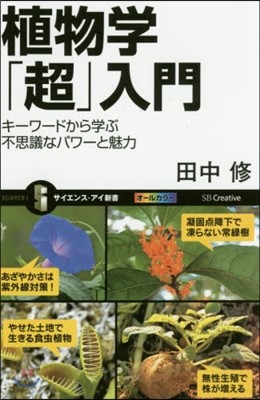 植物学
「超」入門
キーワードから学ぶ
不思議なパワーと魅力
田中 修
サイエンス・アイ新書
オールカラー
SB Creative
凝固点降下で
凍らない常緑樹
あざやかさは
紫外線対策！
やせた土地で
生きる食虫植物
無性生殖で
株が増える